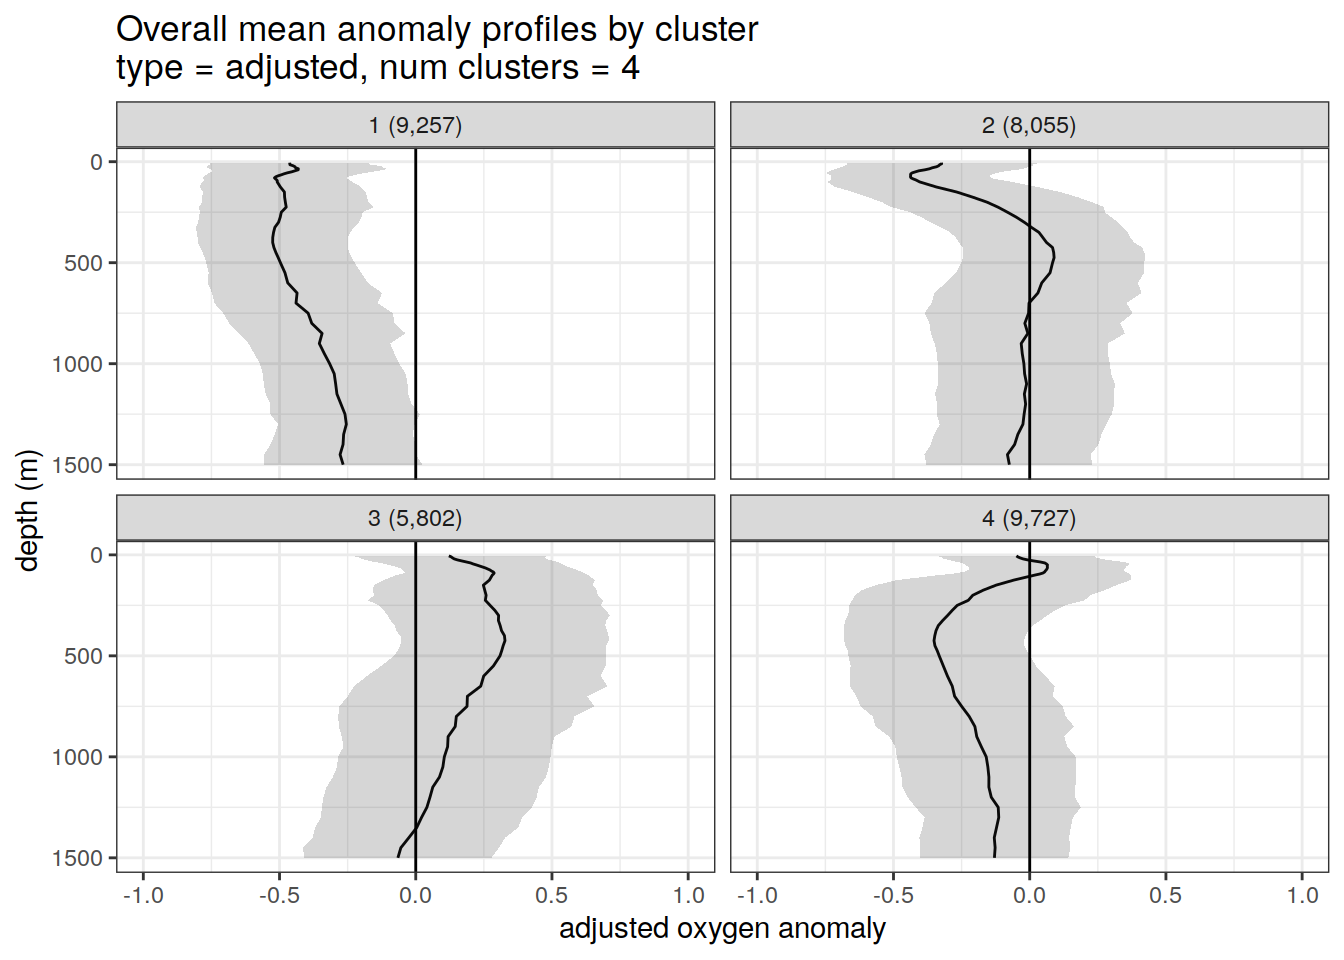 Overall mean anomaly profiles by cluster
type = adjusted, num clusters = 4
1 (9,257)
2 (8,055)
0
500
1000
1500
3 (5,802)
4 (9,727)
0
500
1000
1500
depth (m)
-1.0 -0.5 0.0 0.5 1.0 -1.0 -0.5 0.0 0.5 1.0
adjusted oxygen anomaly